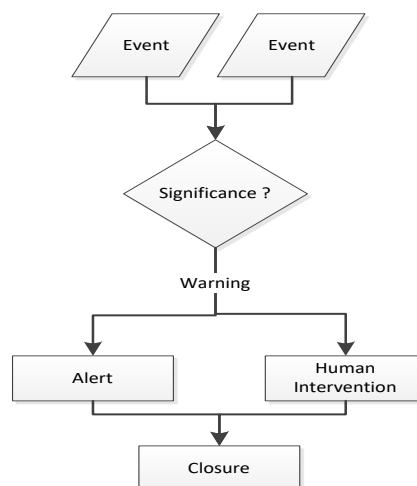 Event
Event
Significance ?
Warning
Alert
Human
Intervention
Closure